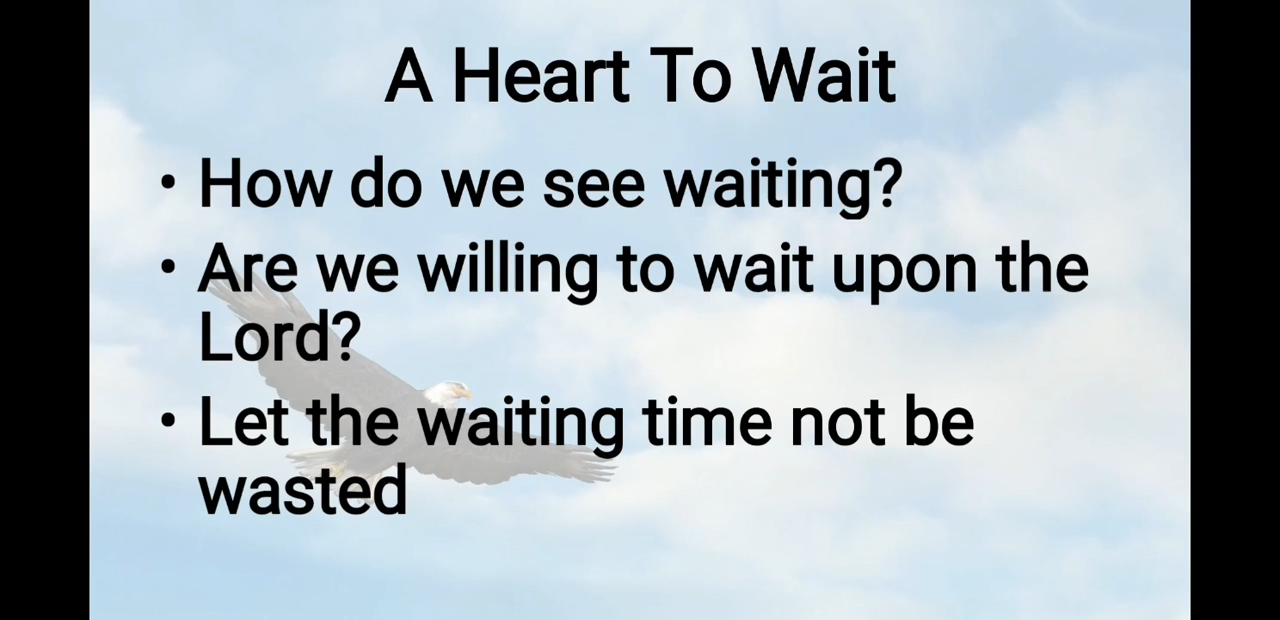 A Heart To Wait
• How do we see waiting?
• Are we willing to wait upon the
Lord?
• Let the waiting time not be
wasted